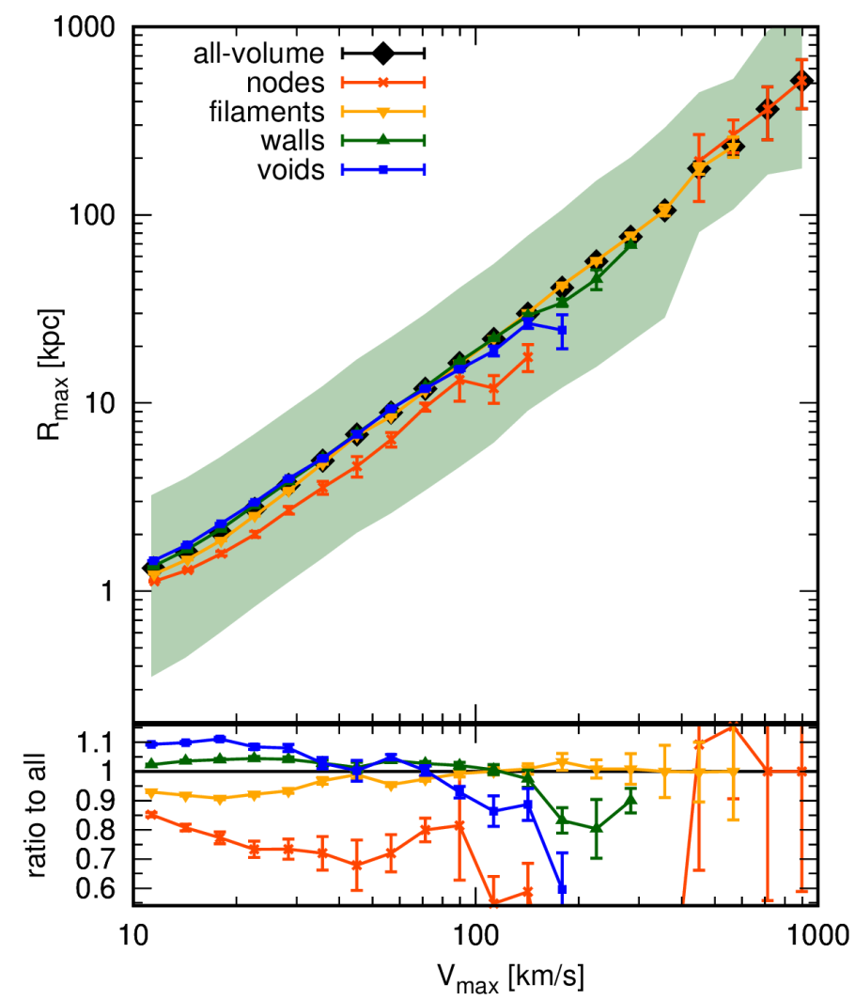 1000
all-volume
nodes
filaments
walls
voids
100
10
1
R_max [kpc]
1.1
1
0.9
0.8
0.7
0.6
ratio to all
10 100 1000
V_max [km/s]